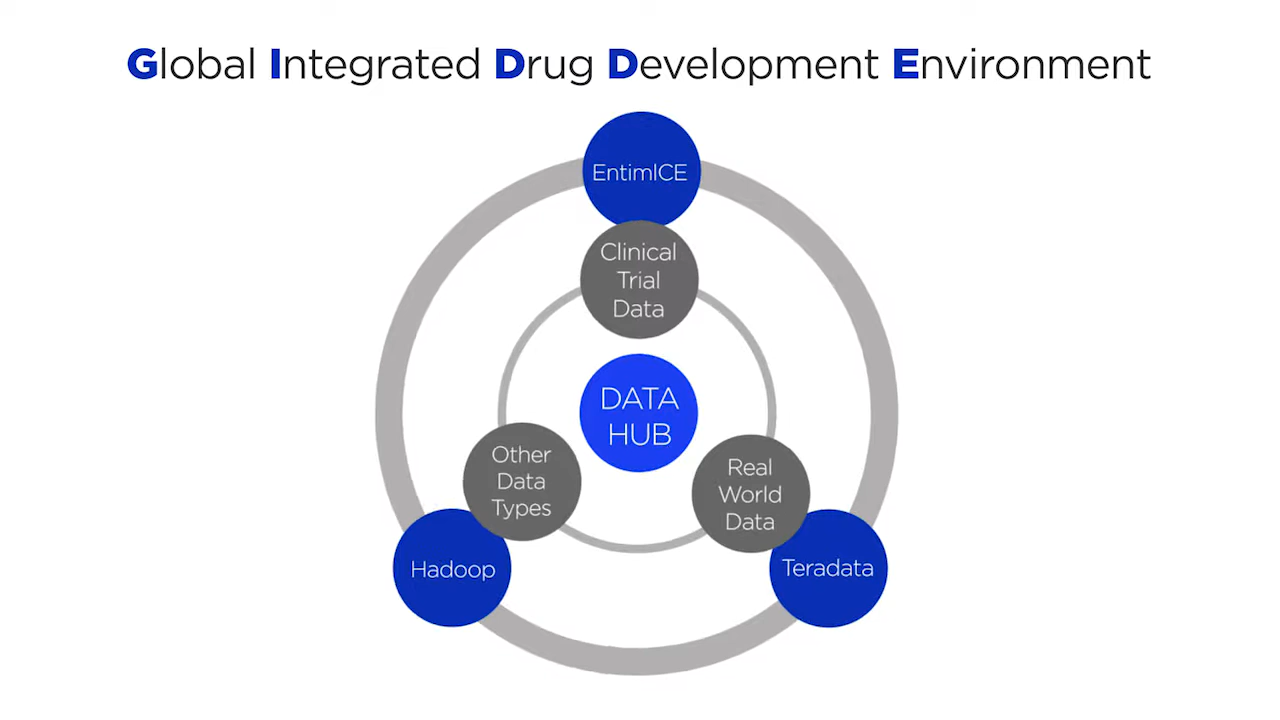 Global Integrated Drug Development Environment
EntimICE
Clinical
Trial
Data
DATA
HUB
Other
Data
Types
Real
World
Data
Hadoop
Teradata